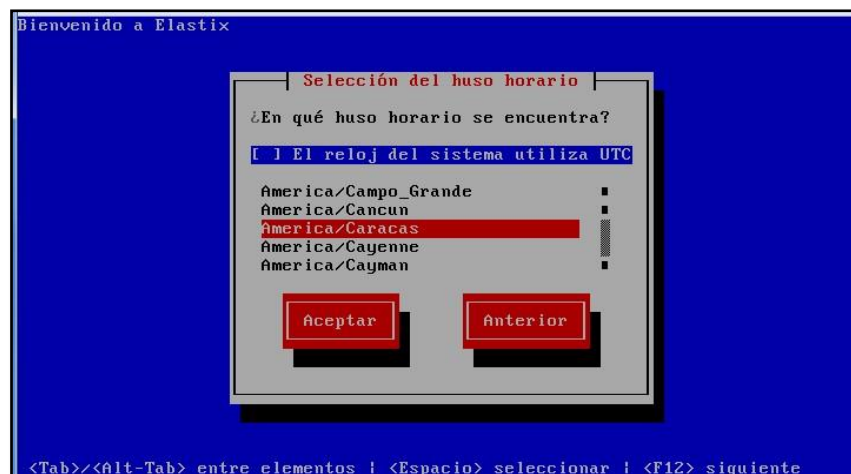 Bienvenido a Elastix
Selección del huso horario
¿En qué huso horario se encuentra?
[ ] El reloj del sistema utiliza UTC
America/Campo_Grande
America/Cancun
America/Caracas
America/Cayenne
America/Cayman
Aceptar Anterior
<Tab>/<Alt-Tab> entre elementos | <Espacio> seleccionar | <F12> siguiente